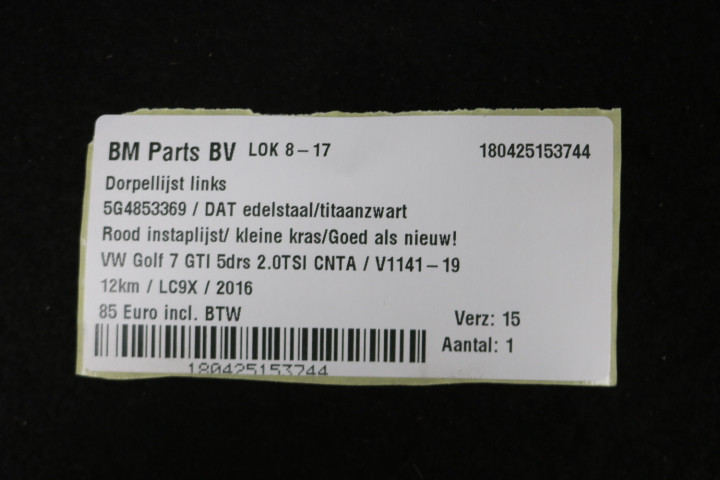 BM Parts BV LOK 8-17 180425153744
Dorpellijst links
5G4853369 / DAT edelstaal/titaanzwart
Rood instaplijst/ kleine kras/Goed als nieuw!
VW Golf 7 GTI 5drs 2.0TSI CNTA / V1141-19
12km / LC9X / 2016
85 Euro incl. BTW
Verz: 15
Aantal: 1
180425153744